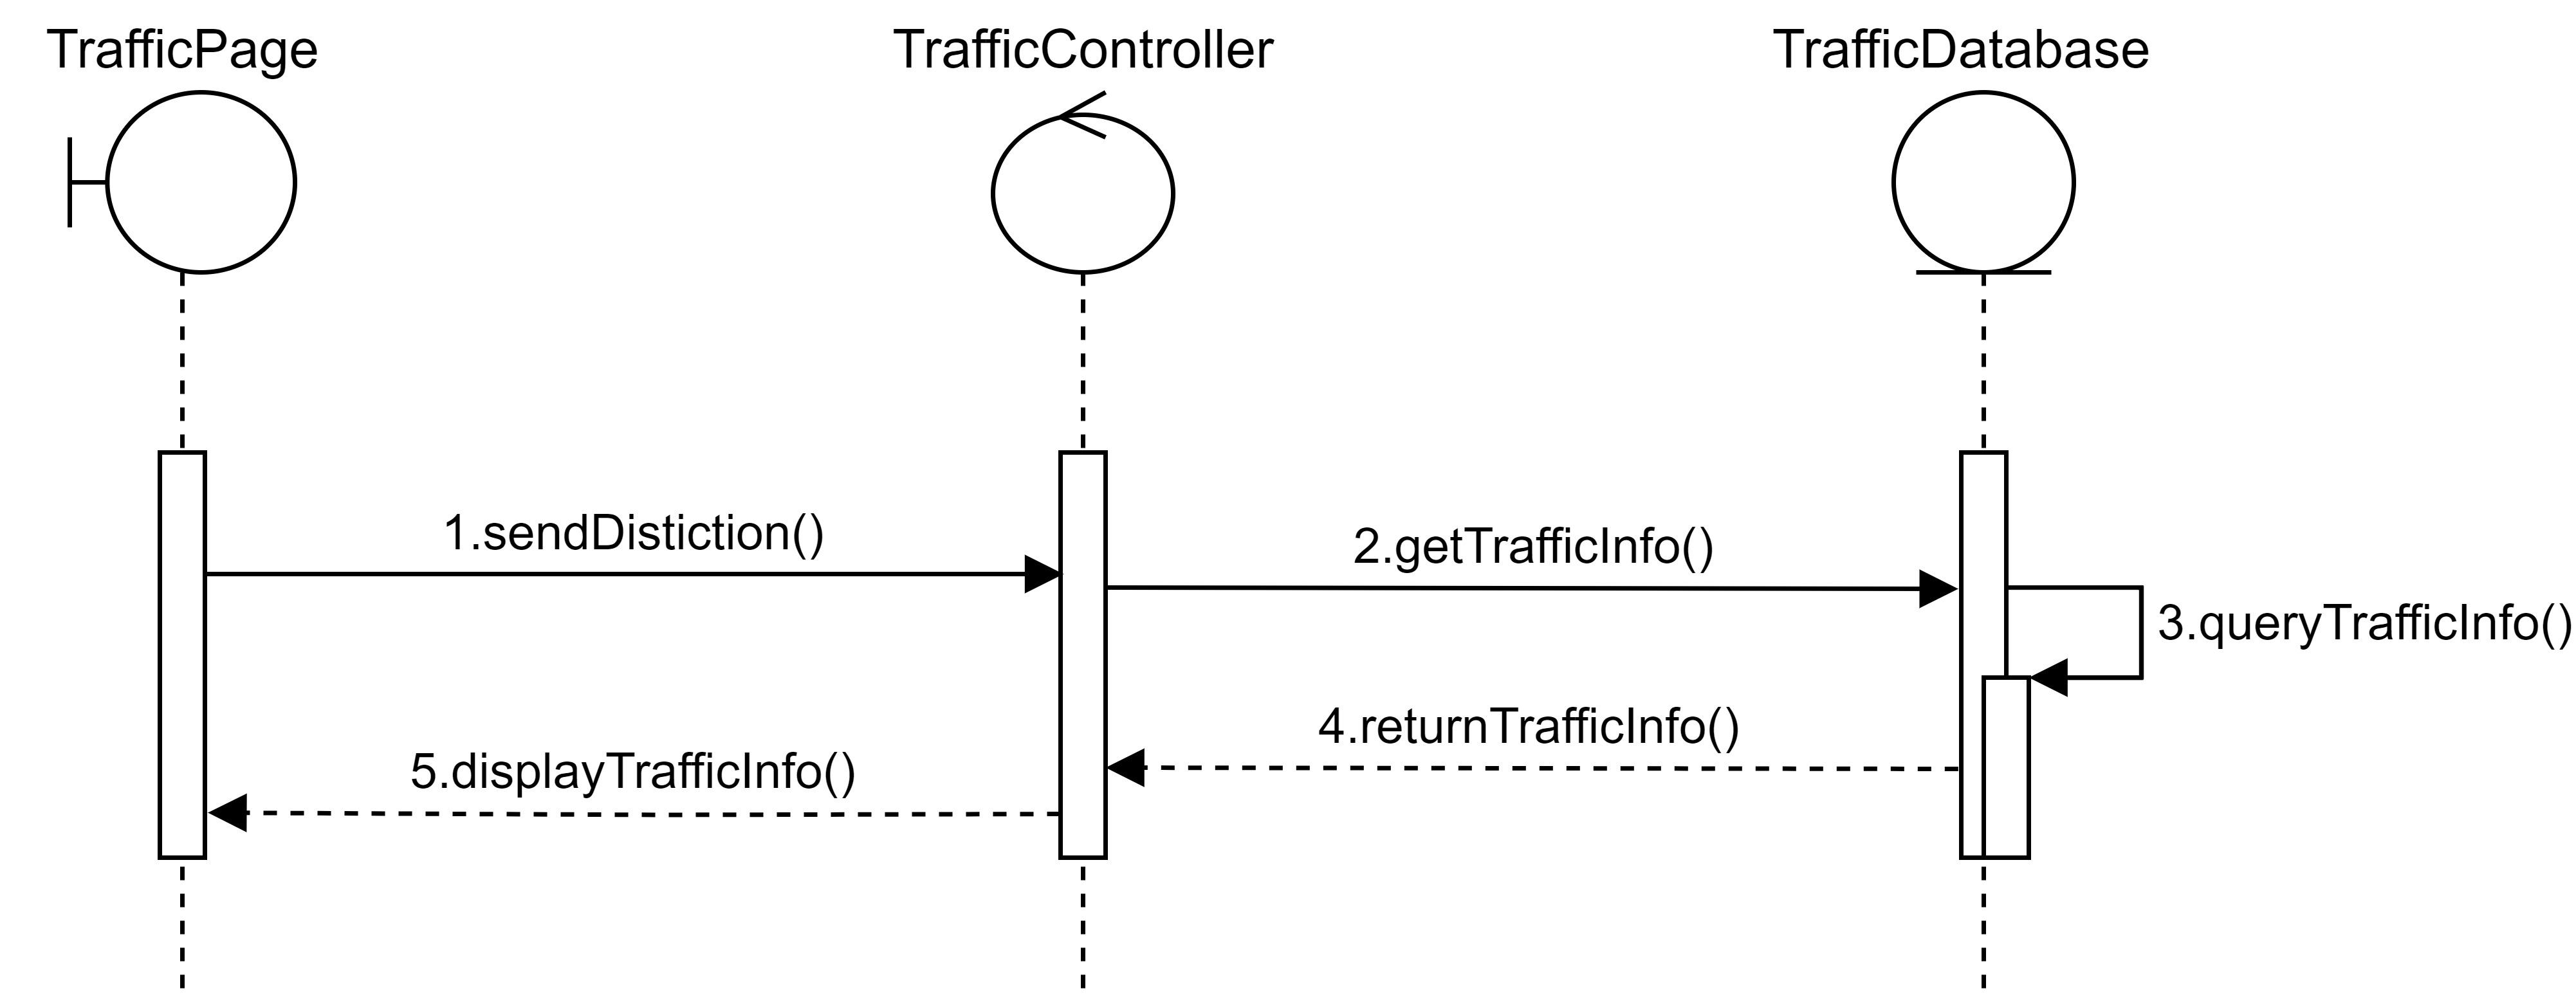 TrafficPage
TrafficController
TrafficDatabase
1.sendDistiction()
2.getTrafficInfo()
3.queryTrafficInfo()
4.returnTrafficInfo()
5.displayTrafficInfo()